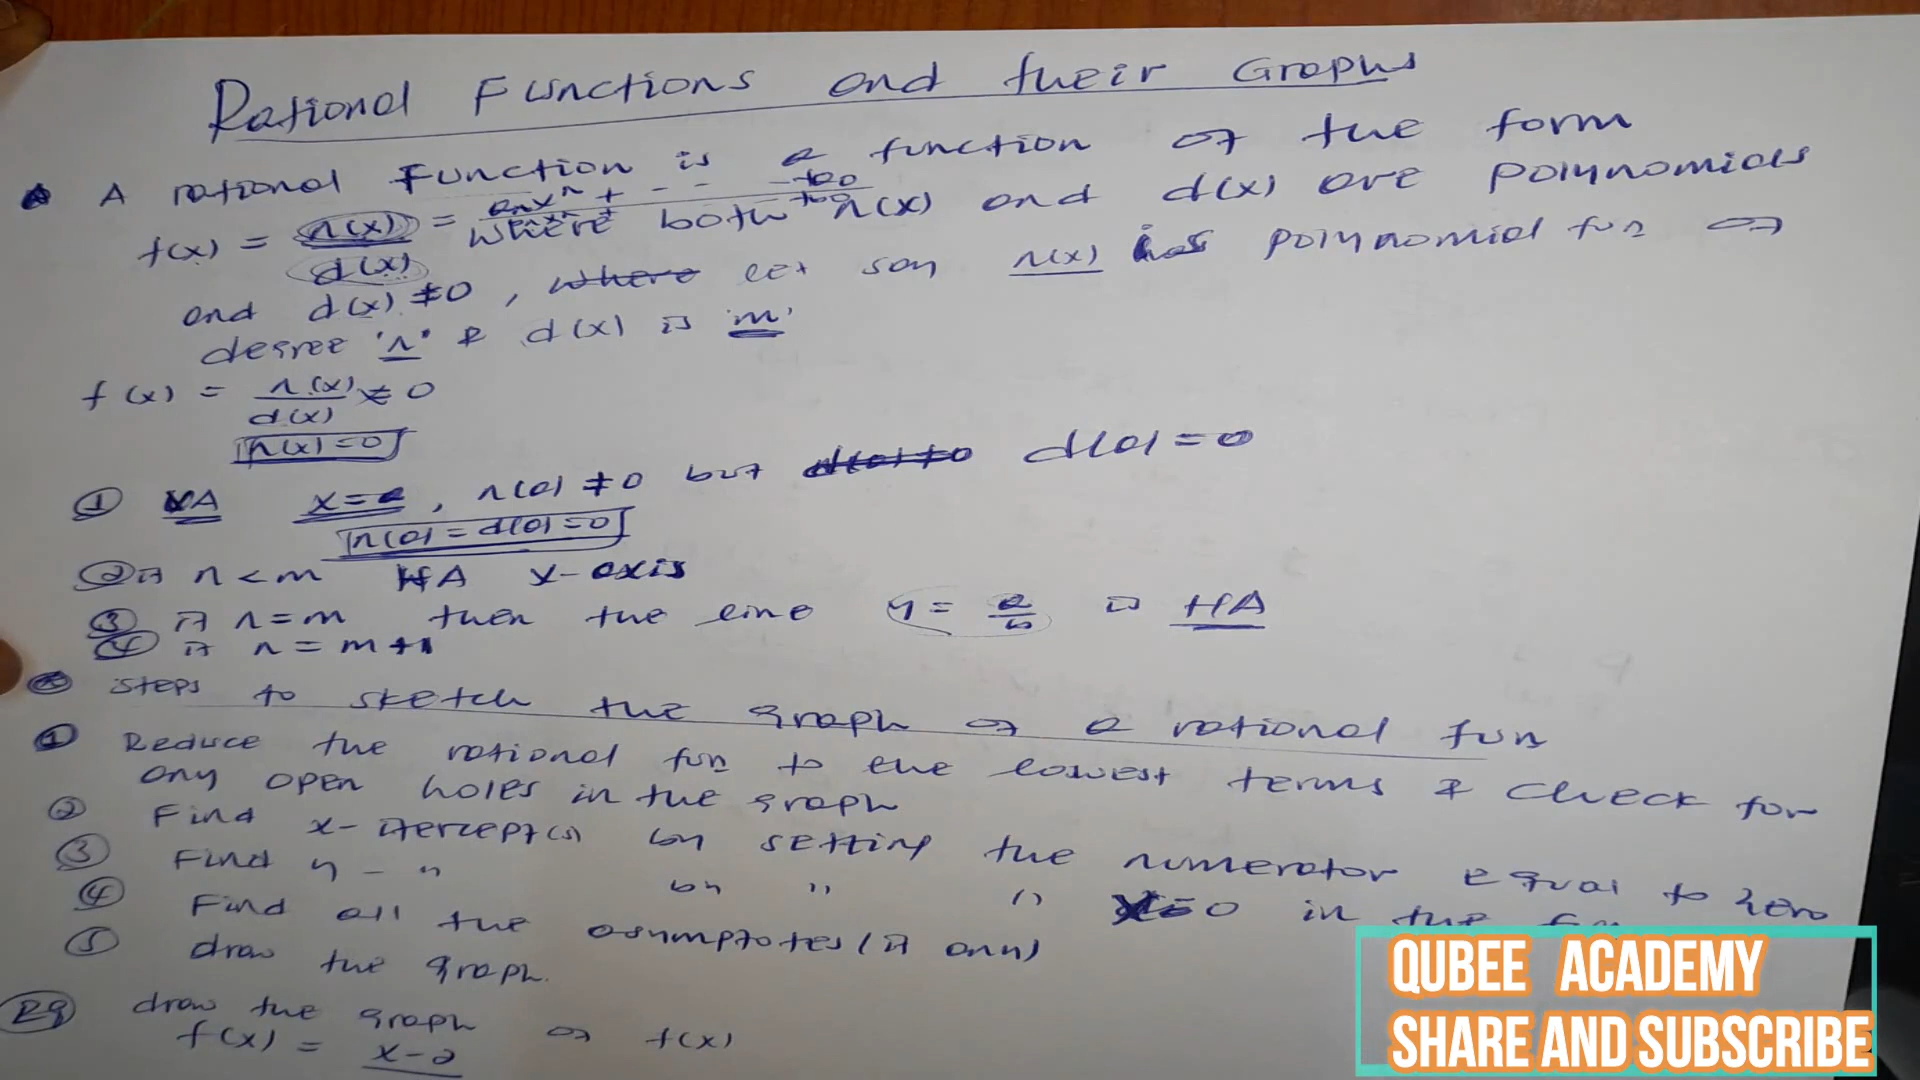 Rational Functions and their Graphs
A rational Function is a function of the form
f(x) = n(x)/d(x) = where both n(x) and d(x) are polynomials
and d(x) ≠ 0, where let say n(x) has polynomial fun of
degree 'n' & d(x) is 'm'
f(x) = n(x)/d(x) ≠ 0
n(x) = 0
① VA x=a, n(a) ≠ 0 but d(a) = 0
n(a) = d(a) = 0
② if n < m HA x-axis
③ if n = m then the line y = a/b is HA
④ if n = m + 1
Steps to sketch the graph of a rational fun
① Reduce the rational fun to the lowest terms & check for
any open holes in the graph
② Find x-itercept(s) by setting the numerator equal to zero
③ Find y - " by " " x=0 in the
④ Find all the asymptotes (if any)
⑤ draw the graph.
Eg draw the graph of f(x)
f(x) = x-2
QUBEE ACADEMY
SHARE AND SUBSCRIBE